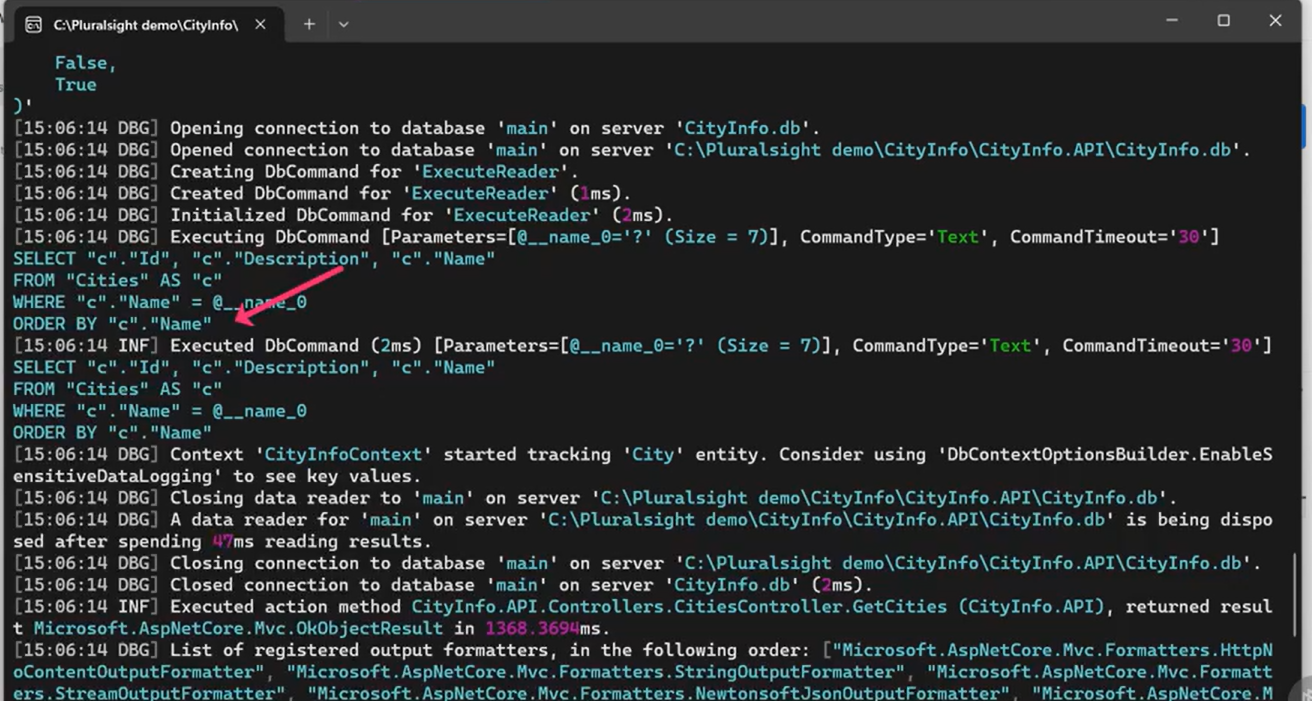 C:\Pluralsight demo\CityInfo\
False,
True
)'
[15:06:14 DBG] Opening connection to database 'main' on server 'CityInfo.db'.
[15:06:14 DBG] Opened connection to database 'main' on server 'C:\Pluralsight demo\CityInfo\CityInfo.API\CityInfo.db'.
[15:06:14 DBG] Creating DbCommand for 'ExecuteReader'.
[15:06:14 DBG] Created DbCommand for 'ExecuteReader' (1ms).
[15:06:14 DBG] Initialized DbCommand for 'ExecuteReader' (2ms).
[15:06:14 DBG] Executing DbCommand [Parameters=[@__name_0='?' (Size = 7)], CommandType='Text', CommandTimeout='30']
SELECT "c"."Id", "c"."Description", "c"."Name"
FROM "Cities" AS "c"
WHERE "c"."Name" = @__name_0
ORDER BY "c"."Name"
[15:06:14 INF] Executed DbCommand (2ms) [Parameters=[@__name_0='?' (Size = 7)], CommandType='Text', CommandTimeout='30']
SELECT "c"."Id", "c"."Description", "c"."Name"
FROM "Cities" AS "c"
WHERE "c"."Name" = @__name_0
ORDER BY "c"."Name"
[15:06:14 DBG] Context 'CityInfoContext' started tracking 'City' entity. Consider using 'DbContextOptionsBuilder.EnableS
ensitiveDataLogging' to see key values.
[15:06:14 DBG] Closing data reader to 'main' on server 'C:\Pluralsight demo\CityInfo\CityInfo.API\CityInfo.db'.
[15:06:14 DBG] A data reader for 'main' on server 'C:\Pluralsight demo\CityInfo\CityInfo.API\CityInfo.db' is being dispo
sed after spending 47ms reading results.
[15:06:14 DBG] Closing connection to database 'main' on server 'C:\Pluralsight demo\CityInfo\CityInfo.API\CityInfo.db'.
[15:06:14 DBG] Closed connection to database 'main' on server 'CityInfo.db' (2ms).
[15:06:14 INF] Executed action method CityInfo.API.Controllers.CitiesController.GetCities (CityInfo.API), returned resul
t Microsoft.AspNetCore.Mvc.OkObjectResult in 1368.3694ms.
[15:06:14 DBG] List of registered output formatters, in the following order: ["Microsoft.AspNetCore.Mvc.Formatters.HttpN
oContentOutputFormatter", "Microsoft.AspNetCore.Mvc.Formatters.StringOutputFormatter", "Microsoft.AspNetCore.Mvc.Formatt
ers.StreamOutputFormatter", "Microsoft.AspNetCore.Mvc.Formatters.NewtonsoftJsonOutputFormatter", "Microsoft.AspNetCore.M